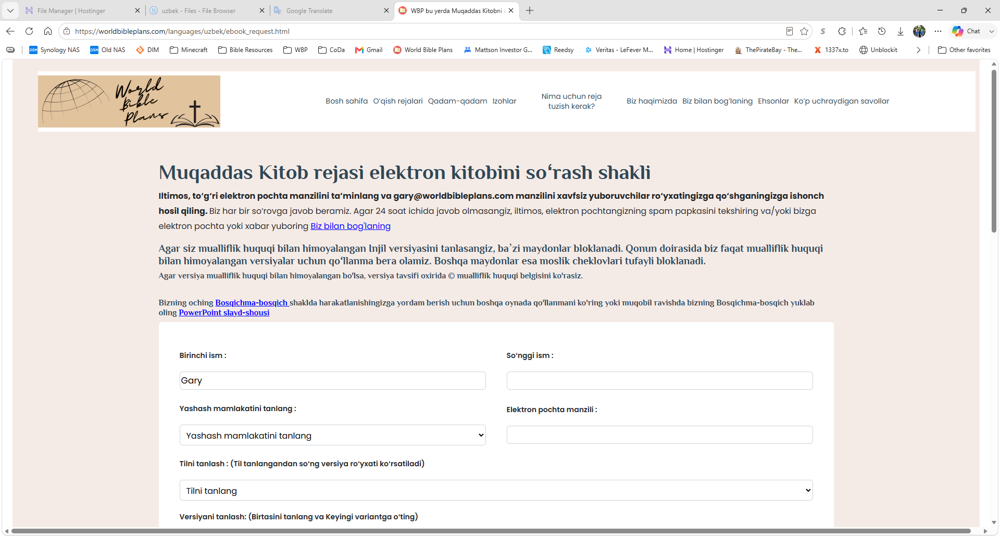 File Manager | Hostinger
uzbek - Files - File Browser
Google Translate
WBP bu yerda Muqaddas Kitobni
https://worldbibleplans.com/languages/uzbek/ebook_request.html
Chat
Synology NAS
Old NAS
DIM
Minecraft
Bible Resources
WBP
CoDa
Gmail
World Bible Plans
Mattson Investor G...
Reedsy
Veritas - LeFever M...
Home | Hostinger
ThePirateBay - The...
1337x.to
Unblockit
Other favorites
World
Bible
Plans
Bosh sahifa
Oʻqish rejalari
Qadam-qadam
Izohlar
Nima uchun reja
tuzish kerak?
Biz haqimizda
Biz bilan bogʻlaning
Ehsonlar
Koʻp uchraydigan savollar
Muqaddas Kitob rejasi elektron kitobini soʻrash shakli
Iltimos, toʻgʻri elektron pochta manzilini taʼminlang va gary@worldbibleplans.com manzilini xavfsiz yuboruvchilar roʻyxatingizga qoʻshganingizga ishonch
hosil qiling. Biz har bir soʻrovga javob beramiz. Agar 24 soat ichida javob olmasangiz, iltimos, elektron pochtangizning spam papkasini tekshiring va/yoki bizga
elektron pochta yoki xabar yuboring Biz bilan bog'laning
Agar siz mualliflik huquqi bilan himoyalangan Injil versiyasini tanlasangiz, baʼzi maydonlar bloklanadi. Qonun doirasida biz faqat mualliflik huquqi
bilan himoyalangan versiyalar uchun qoʻllanma bera olamiz. Boshqa maydonlar esa moslik cheklovlari tufayli bloklanadi.
Agar versiya mualliflik huquqi bilan himoyalangan bo'lsa, versiya tavsifi oxirida © mualliflik huquqi belgisini ko'rasiz.
Bizning oching Bosqichma-bosqich shaklda harakatlanishingizga yordam berish uchun boshqa oynada qo'llanmani ko'ring yoki muqobil ravishda bizning Bosqichma-bosqich yuklab
oling PowerPoint slayd-shousi
Birinchi ism :
Soʻnggi ism :
Gary
Yashash mamlakatini tanlang :
Elektron pochta manzili :
Yashash mamlakatini tanlang
Tilni tanlash : (Til tanlangandan soʻng versiya roʻyxati koʻrsatiladi)
Tilni tanlang
Versiyani tanlash: (Birtasini tanlang va Keyingi variantga oʻting)